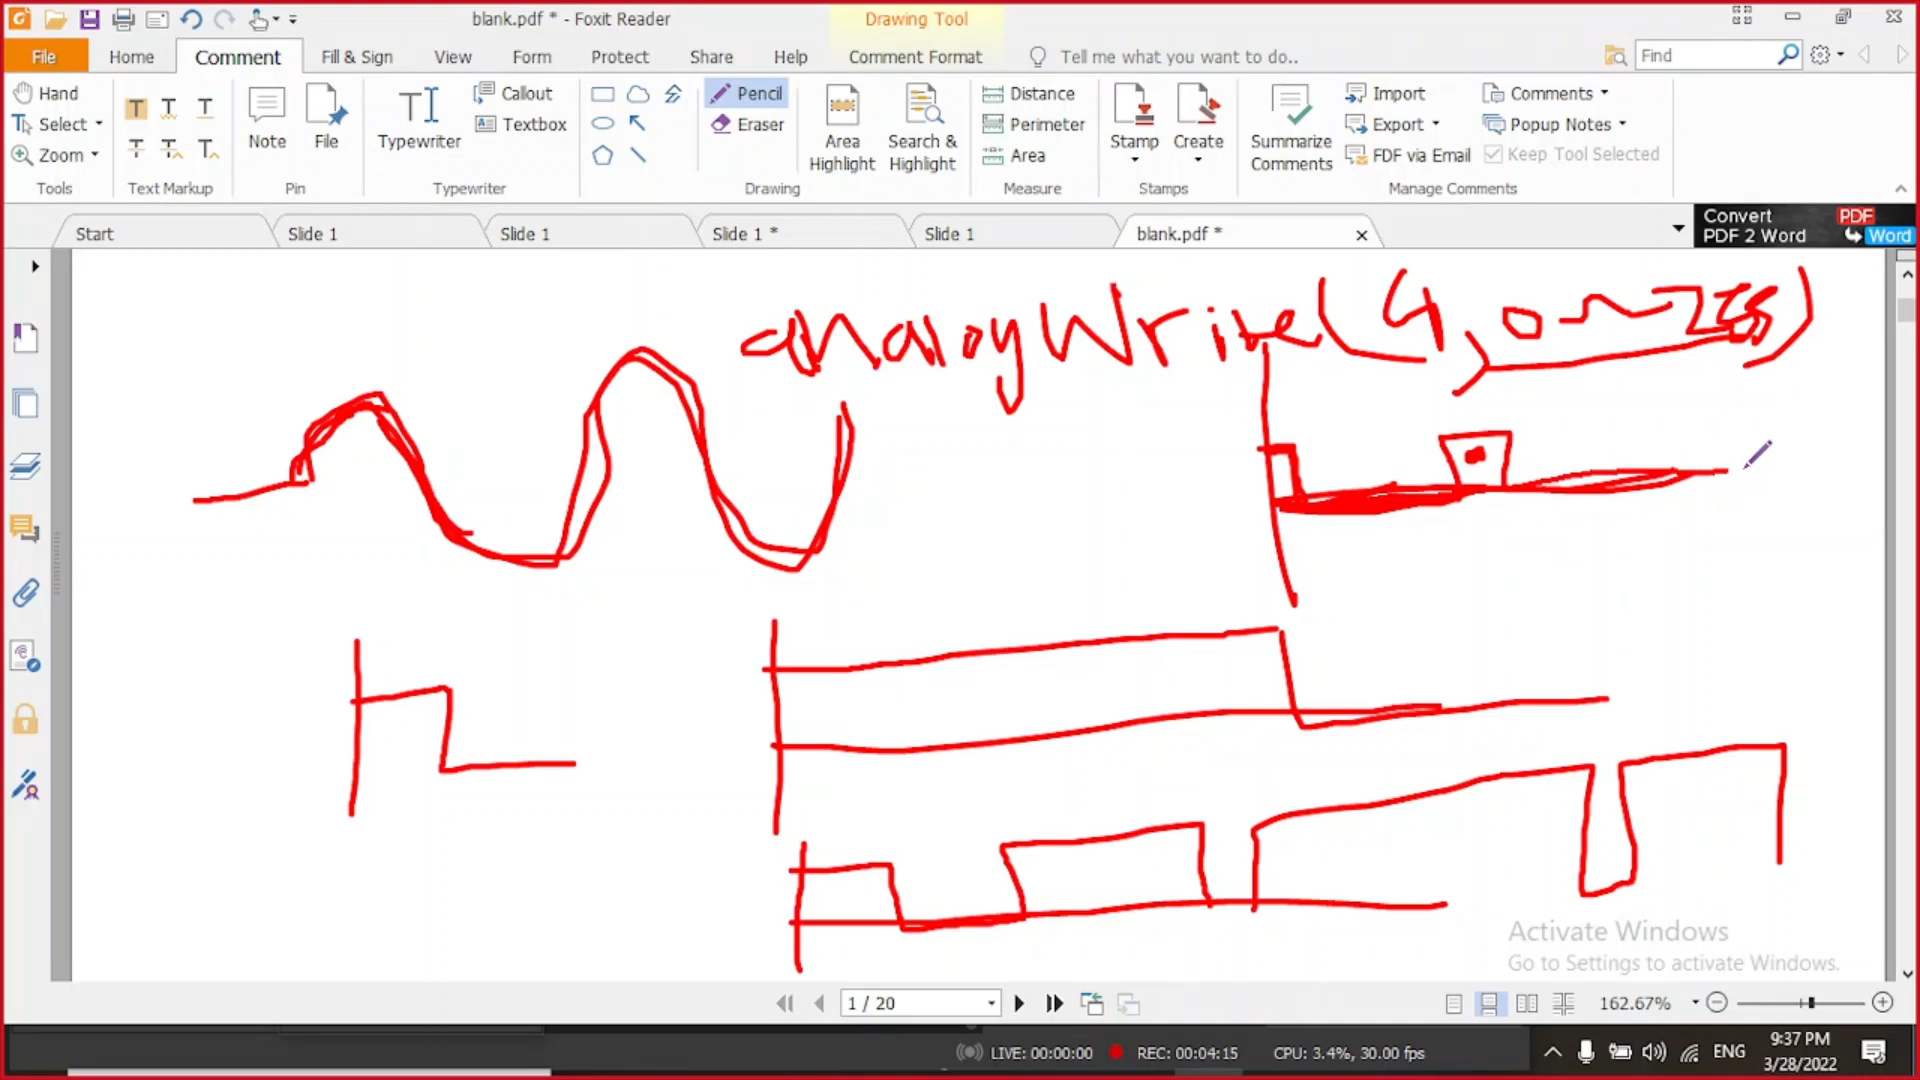 blank.pdf * - Foxit Reader
Drawing Tool
File Home Comment Fill & Sign View Form Protect Share Help Comment Format Tell me what you want to do.. Find
Hand
Select
Zoom
Tools
Text Markup
Note
File
Pin
Typewriter
Callout
Textbox
Typewriter
Pencil
Eraser
Drawing
Area
Highlight
Search &
Highlight
Distance
Perimeter
Area
Measure
Stamp
Create
Stamps
Summarize
Comments
Import
Export
FDF via Email
Comments
Popup Notes
Keep Tool Selected
Manage Comments
Start
Slide 1
Slide 1
Slide 1 *
Slide 1
blank.pdf *
Convert PDF
PDF 2 Word Word
analogWrite(4, 0~255)
Activate Windows
Go to Settings to activate Windows.
1 / 20
162.67%
LIVE: 00:00:00 REC: 00:04:15 CPU: 3.4%, 30.00 fps
ENG
9:37 PM
3/28/2022